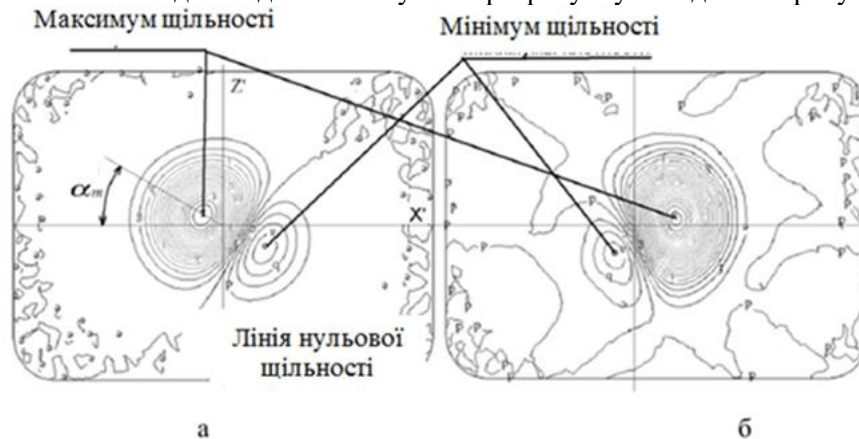 Максимум щільності
Мінімум щільності
Z'
αm
X'
Лінія нульової
щільності
а
б